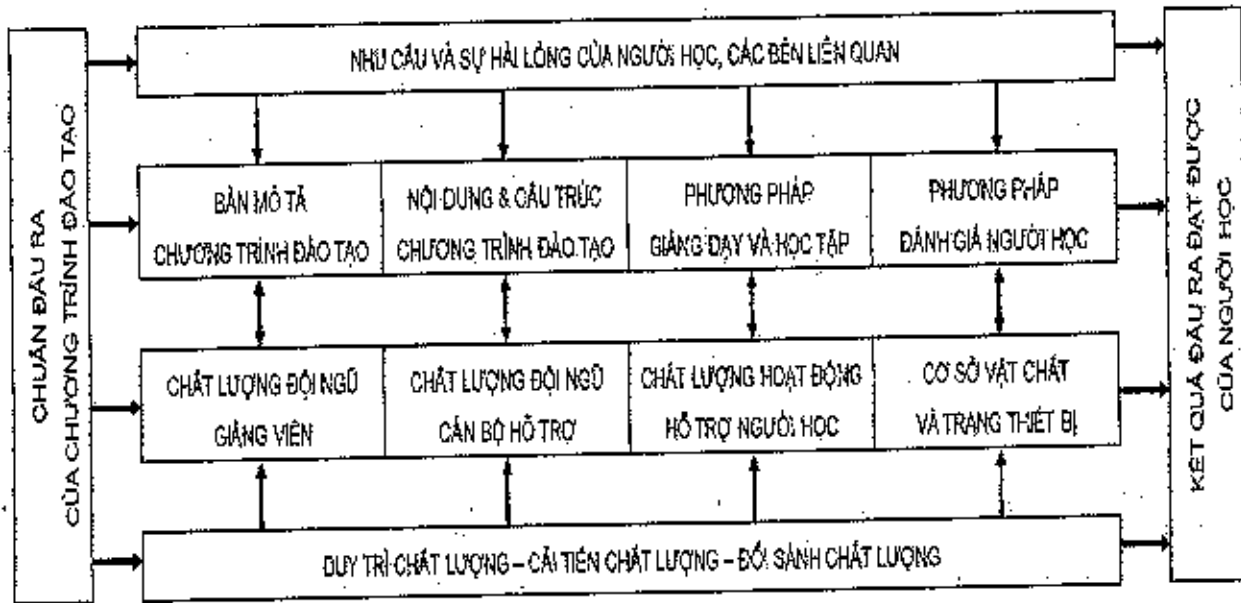 CHUẨN ĐẦU RA
CỦA CHƯƠNG TRÌNH ĐÀO TẠO
NHU CẦU VÀ SỰ HÀI LÒNG CỦA NGƯỜI HỌC, CÁC BÊN LIÊN QUAN
BẢN MÔ TẢ
CHƯƠNG TRÌNH ĐÀO TẠO
NỘI DUNG & CẤU TRÚC
CHƯƠNG TRÌNH ĐÀO TẠO
PHƯƠNG PHÁP
GIẢNG DẠY VÀ HỌC TẬP
PHƯƠNG PHÁP
ĐÁNH GIÁ NGƯỜI HỌC
CHẤT LƯỢNG ĐỘI NGŨ
GIẢNG VIÊN
CHẤT LƯỢNG ĐỘI NGŨ
CÁN BỘ HỖ TRỢ
CHẤT LƯỢNG HOẠT ĐỘNG
HỖ TRỢ NGƯỜI HỌC
CƠ SỞ VẬT CHẤT
VÀ TRANG THIẾT BỊ
DUY TRÌ CHẤT LƯỢNG – CẢI TIẾN CHẤT LƯỢNG – ĐỐI SÁNH CHẤT LƯỢNG
KẾT QUẢ ĐẦU RA ĐẠT ĐƯỢC
CỦA NGƯỜI HỌC